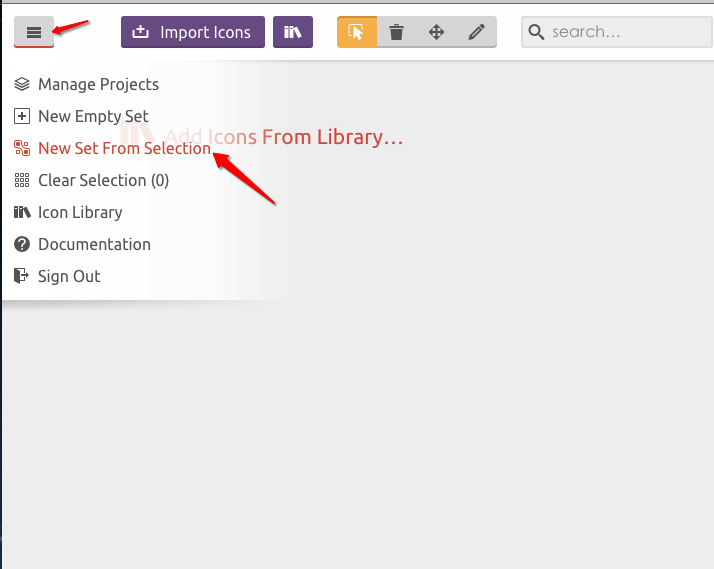 Import Icons
search...
Manage Projects
New Empty Set
Add Icons From Library...
New Set From Selection
Clear Selection (0)
Icon Library
Documentation
Sign Out